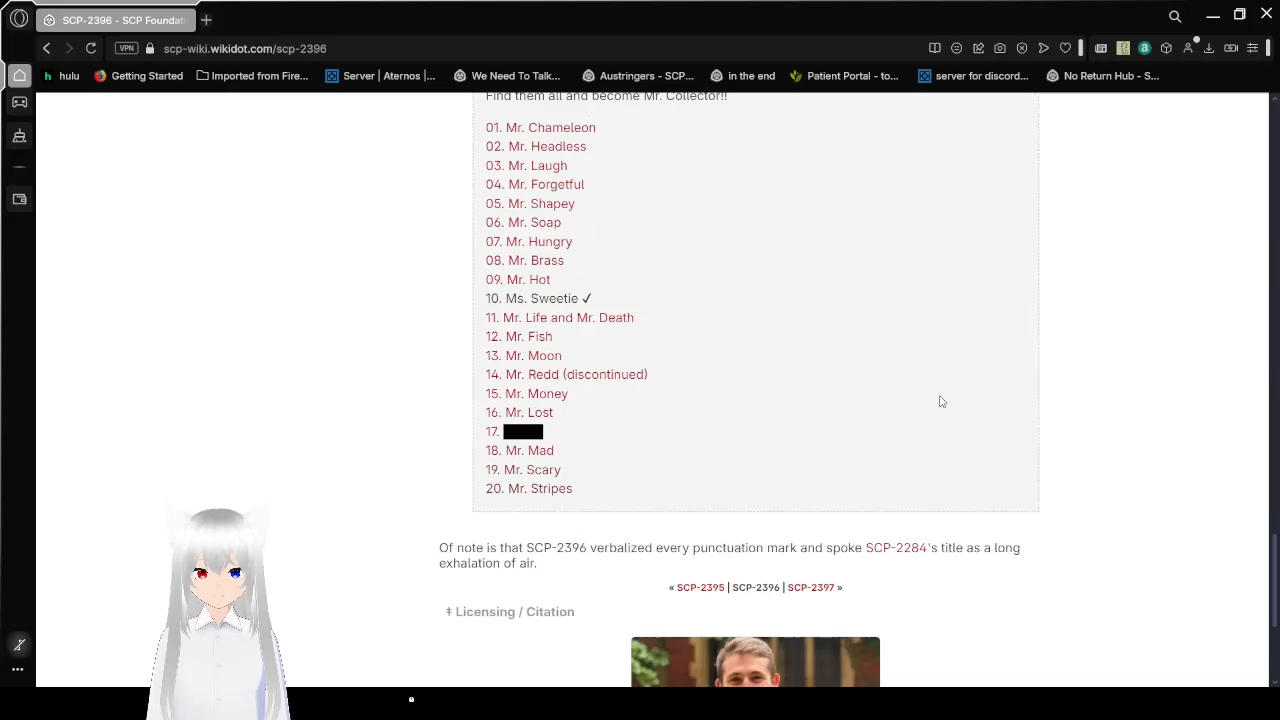 SCP-2396 - SCP Foundat
VPN
scp-wiki.wikidot.com/scp-2396
hulu
Getting Started
Imported from Fire...
Server | Aternos |...
We Need To Talk...
Austringers - SCP...
in the end
Patient Portal - to...
server for discord...
No Return Hub - S...
Find them all and become Mr. Collector!!
01. Mr. Chameleon
02. Mr. Headless
03. Mr. Laugh
04. Mr. Forgetful
05. Mr. Shapey
06. Mr. Soap
07. Mr. Hungry
08. Mr. Brass
09. Mr. Hot
10. Ms. Sweetie ✓
11. Mr. Life and Mr. Death
12. Mr. Fish
13. Mr. Moon
14. Mr. Redd (discontinued)
15. Mr. Money
16. Mr. Lost
17.
18. Mr. Mad
19. Mr. Scary
20. Mr. Stripes
Of note is that SCP-2396 verbalized every punctuation mark and spoke SCP-2284's title as a long
exhalation of air.
« SCP-2395 | SCP-2396 | SCP-2397 »
‡ Licensing / Citation